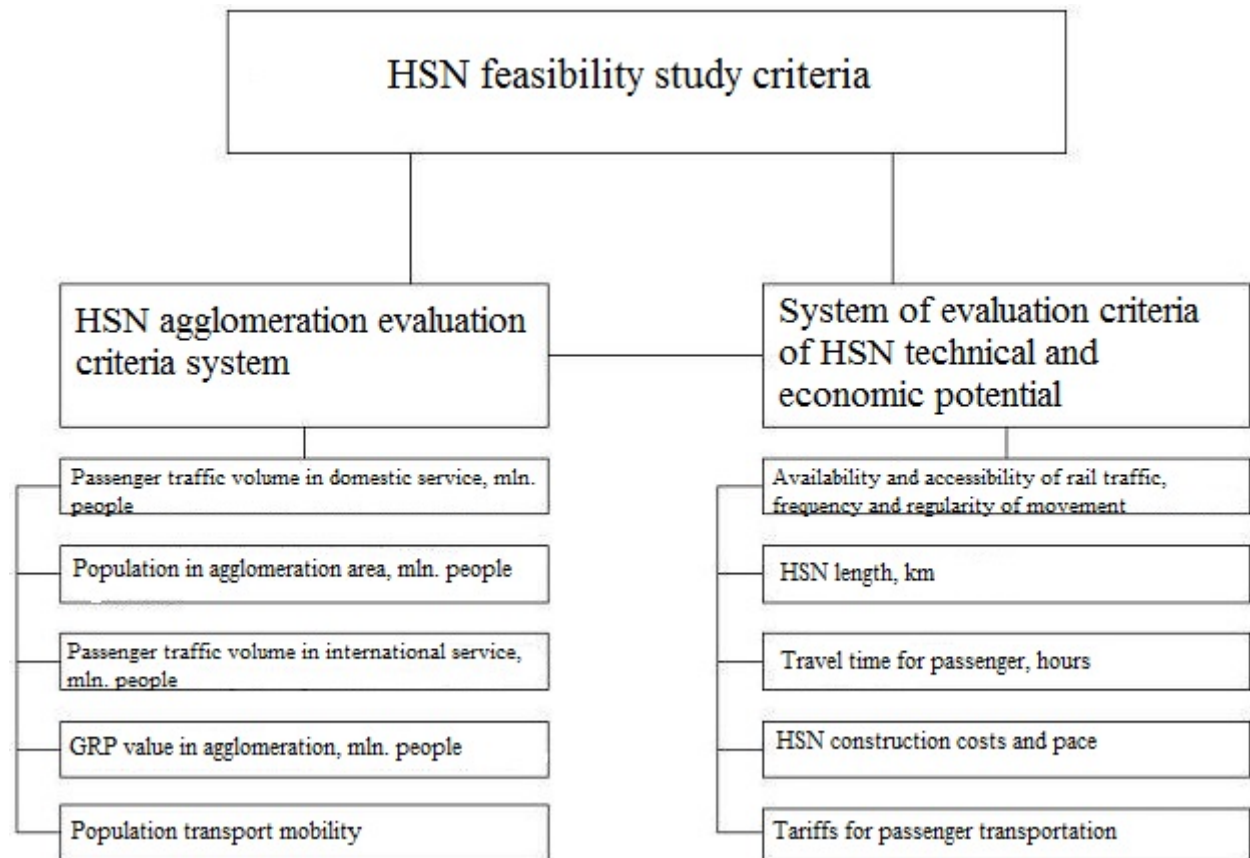 HSN feasibility study criteria
HSN agglomeration evaluation
criteria system
System of evaluation criteria
of HSN technical and
economic potential
Passenger traffic volume in domestic service, mln.
people
Population in agglomeration area, mln. people
Passenger traffic volume in international service,
mln. people
GRP value in agglomeration, mln. people
Population transport mobility
Availability and accessibility of rail traffic,
frequency and regularity of movement
HSN length, km
Travel time for passenger, hours
HSN construction costs and pace
Tariffs for passenger transportation